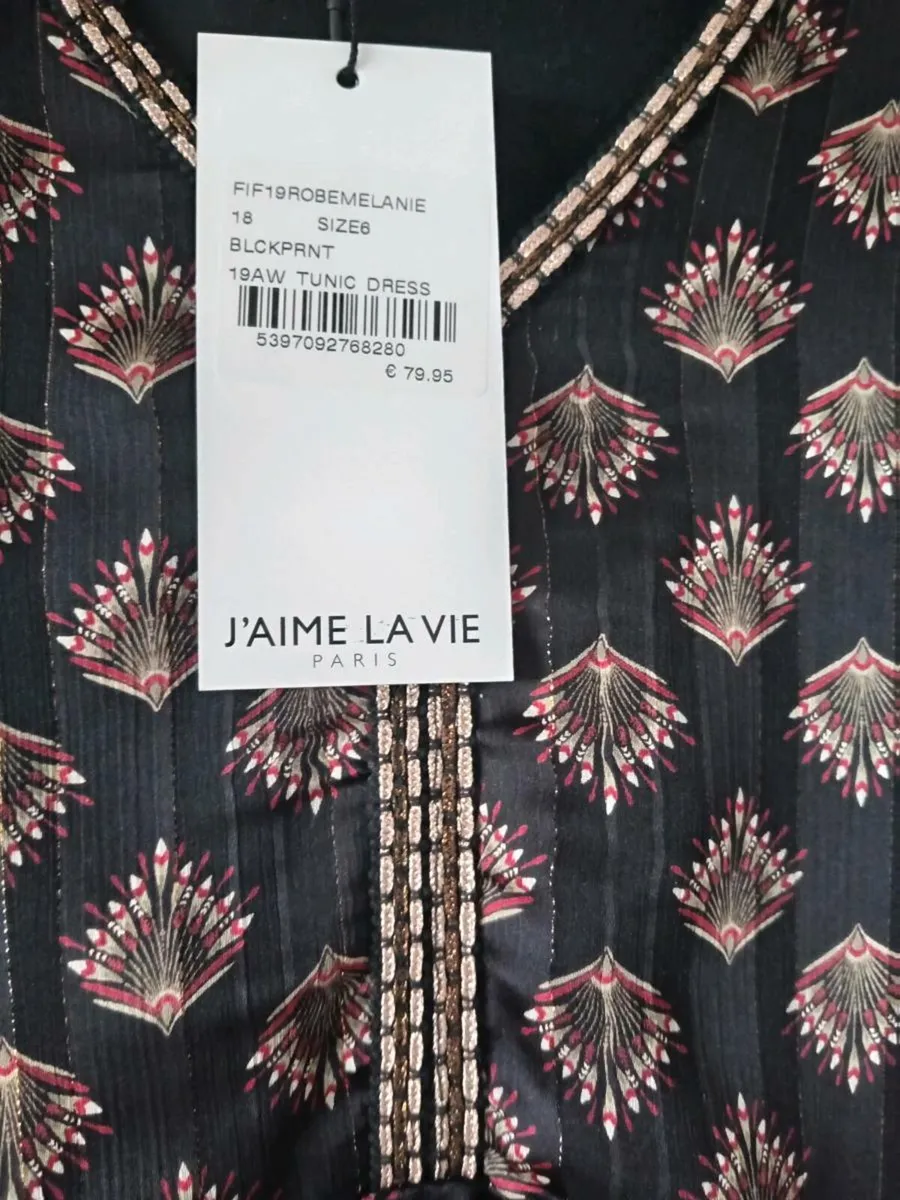 FIF19ROBEMELANIE
18 SIZE6
BLCKPRNT
19AW TUNIC DRESS
5397092768280
€ 79.95
J'AIME LA VIE
PARIS